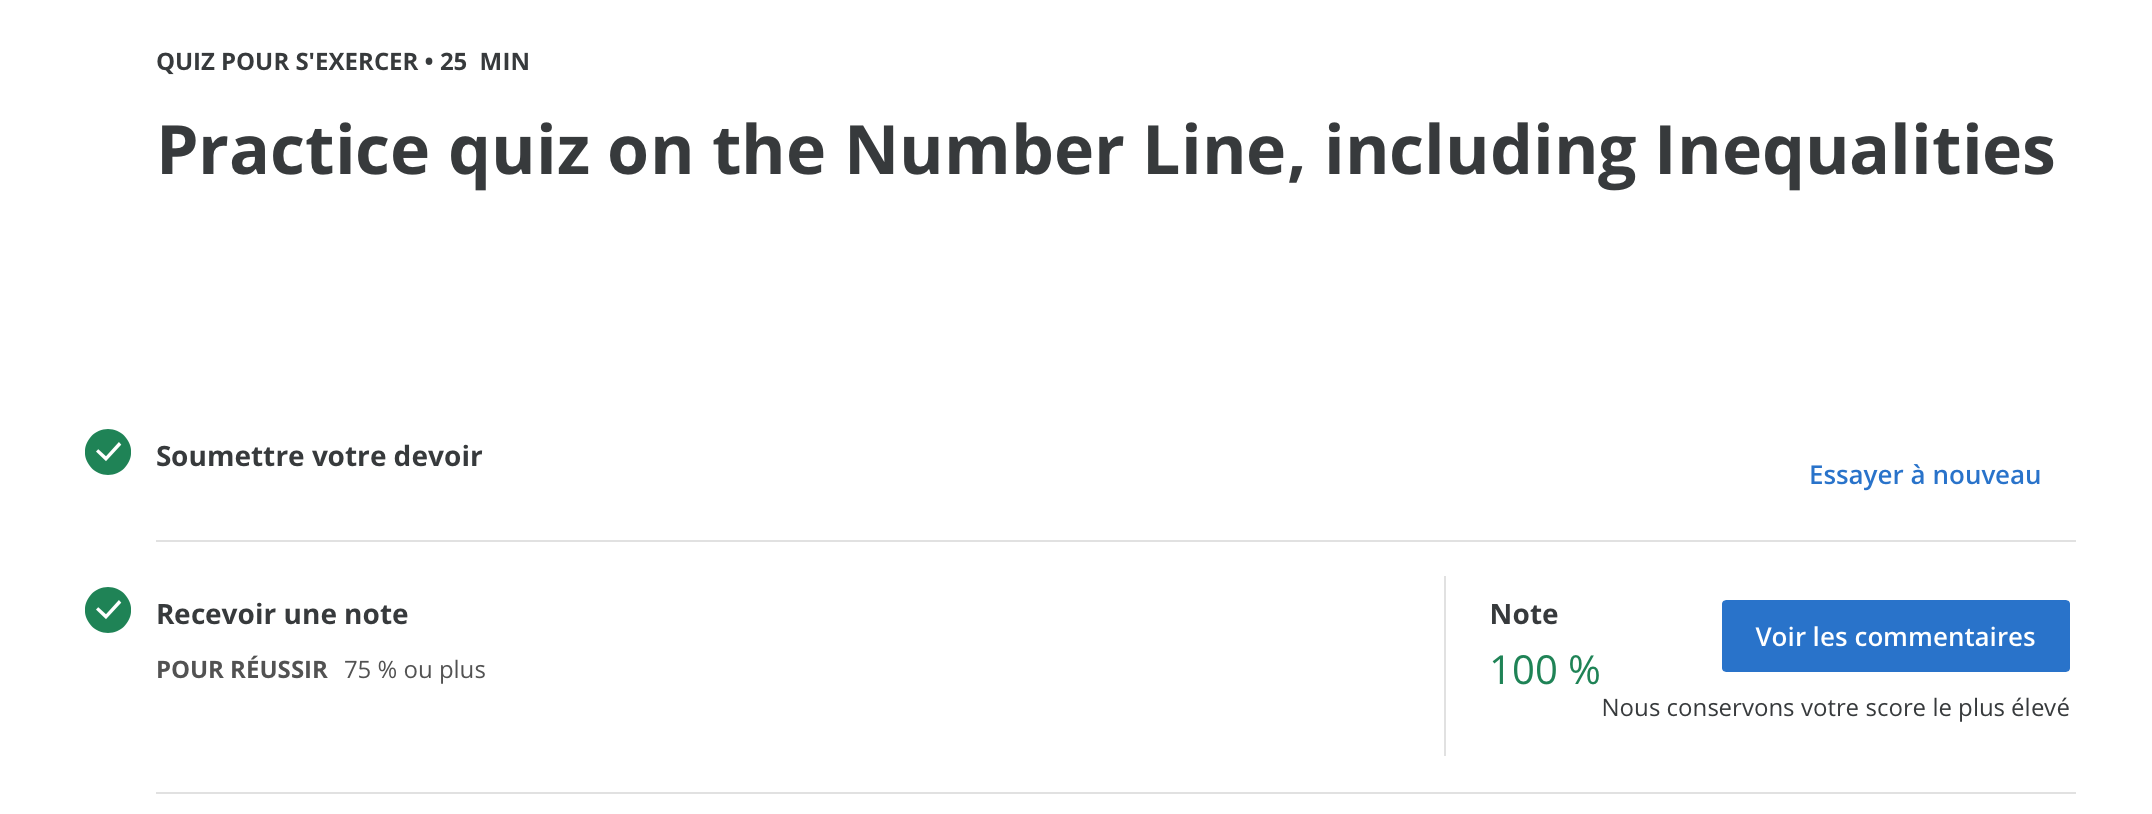 QUIZ POUR S'EXERCER • 25 MIN
Practice quiz on the Number Line, including Inequalities
Soumettre votre devoir
Essayer à nouveau
Recevoir une note
POUR RÉUSSIR 75 % ou plus
Note
100 %
Voir les commentaires
Nous conservons votre score le plus élevé